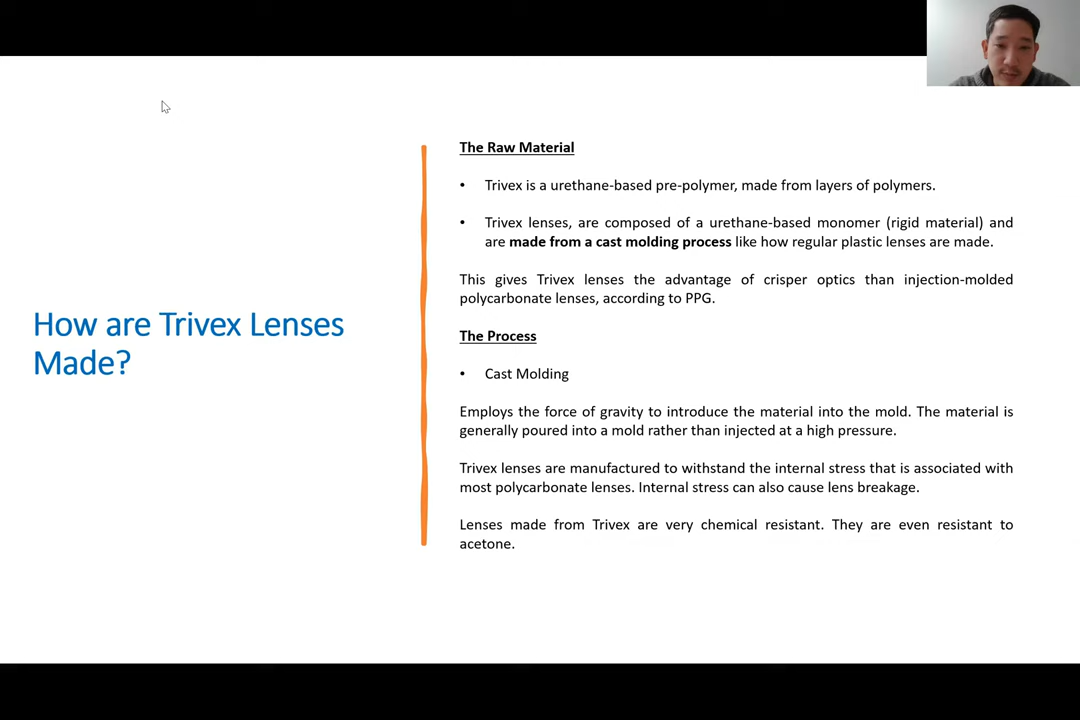 How are Trivex Lenses
Made?
The Raw Material
• Trivex is a urethane-based pre-polymer, made from layers of polymers.
• Trivex lenses, are composed of a urethane-based monomer (rigid material) and
are made from a cast molding process like how regular plastic lenses are made.
This gives Trivex lenses the advantage of crisper optics than injection-molded
polycarbonate lenses, according to PPG.
The Process
• Cast Molding
Employs the force of gravity to introduce the material into the mold. The material is
generally poured into a mold rather than injected at a high pressure.
Trivex lenses are manufactured to withstand the internal stress that is associated with
most polycarbonate lenses. Internal stress can also cause lens breakage.
Lenses made from Trivex are very chemical resistant. They are even resistant to
acetone.